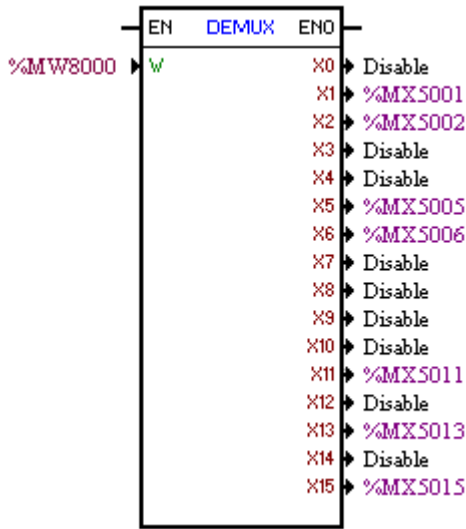 EN DEMUX ENO
%MW8000 W X0 Disable
X1 %MX5001
X2 %MX5002
X3 Disable
X4 Disable
X5 %MX5005
X6 %MX5006
X7 Disable
X8 Disable
X9 Disable
X10 Disable
X11 %MX5011
X12 Disable
X13 %MX5013
X14 Disable
X15 %MX5015